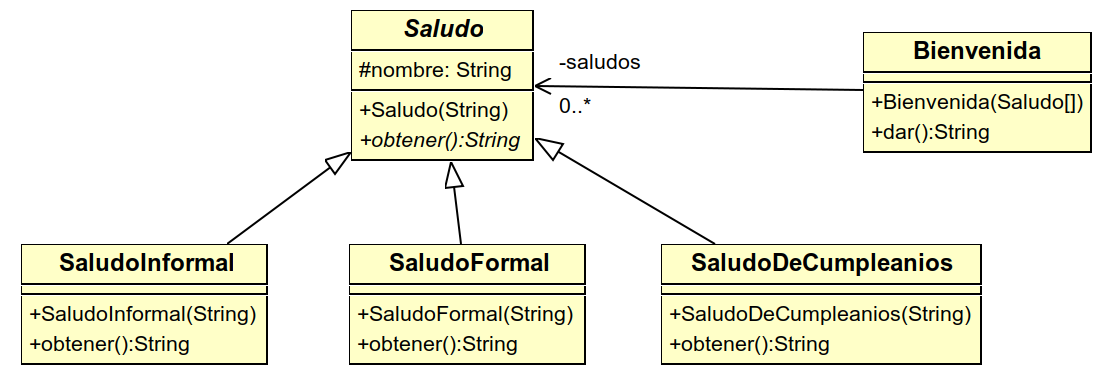 Saludo
#nombre: String
+Saludo(String)
+obtener():String
-saludos
0..*
Bienvenida
+Bienvenida(Saludo[])
+dar():String
SaludoInformal
+SaludoInformal(String)
+obtener():String
SaludoFormal
+SaludoFormal(String)
+obtener():String
SaludoDeCumpleanios
+SaludoDeCumpleanios(String)
+obtener():String